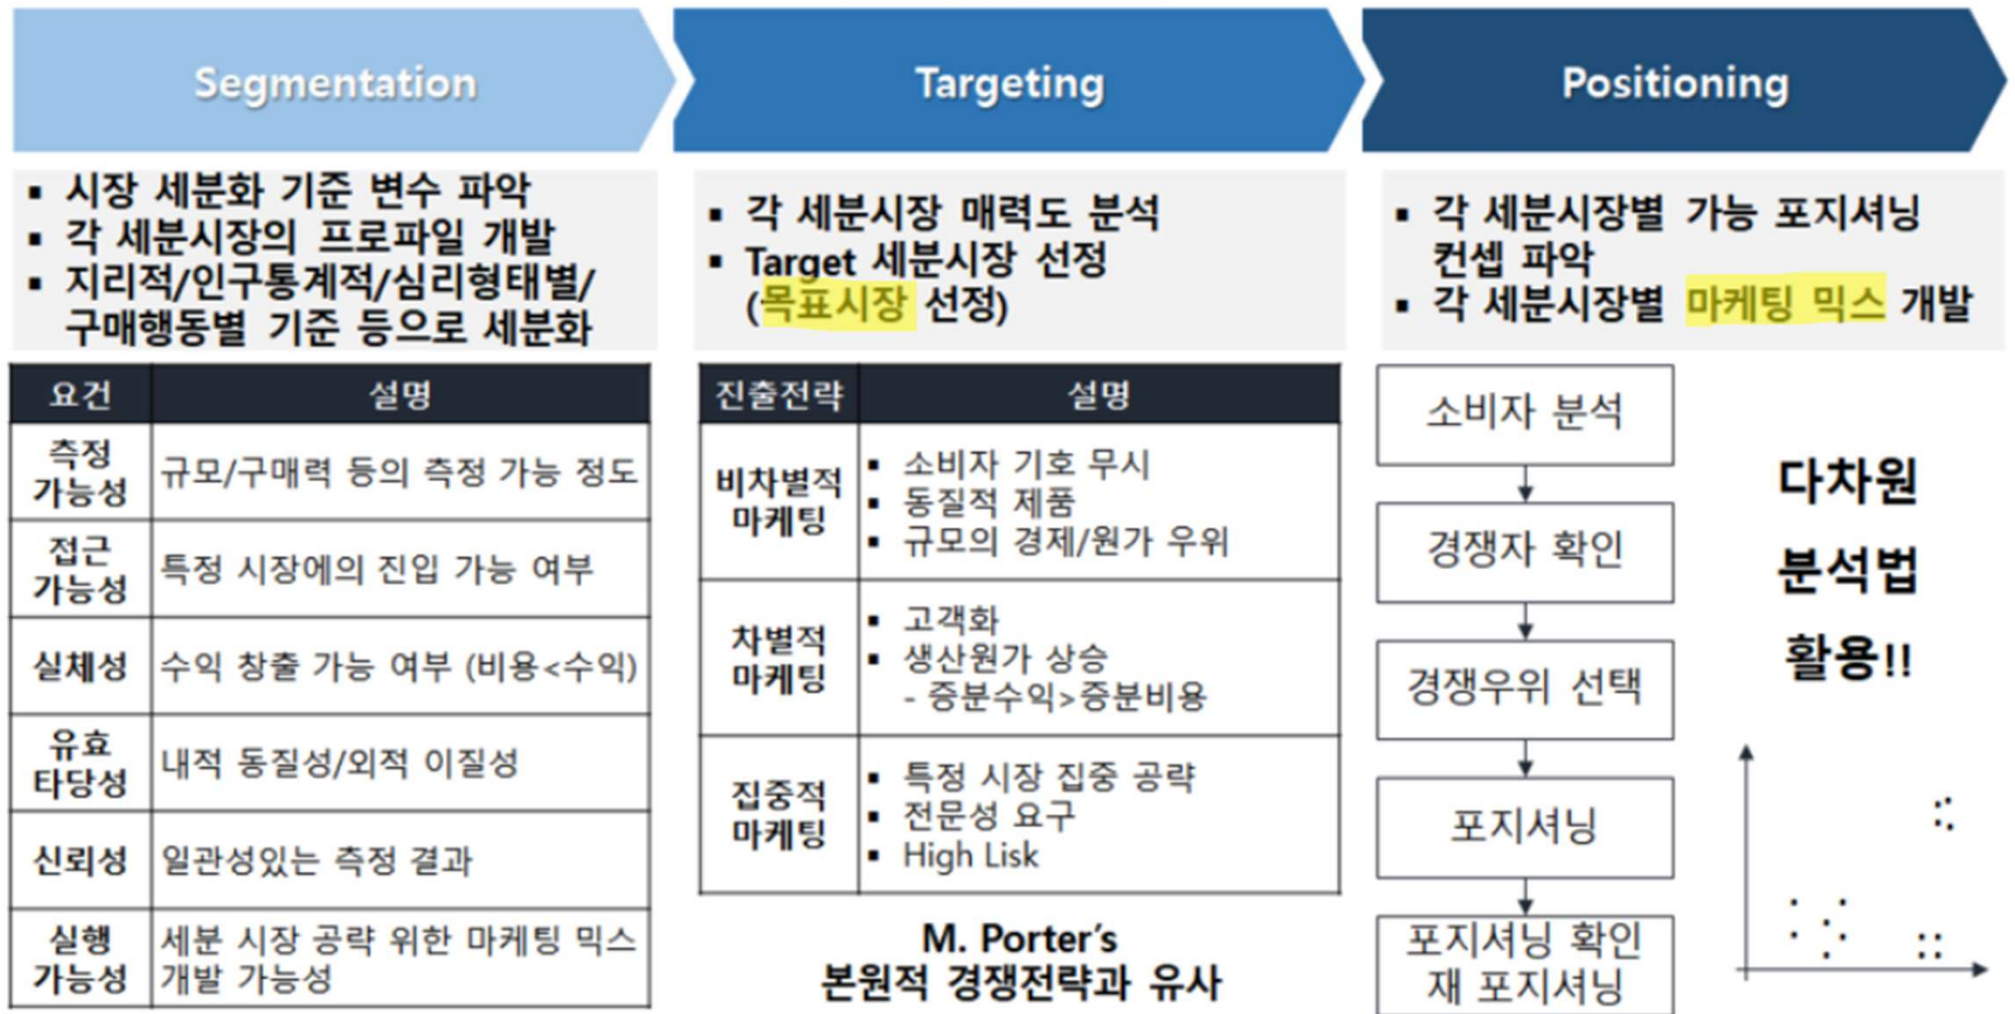 Segmentation
Targeting
Positioning
▪ 시장 세분화 기준 변수 파악
▪ 각 세분시장의 프로파일 개발
▪ 지리적/인구통계적/심리형태별/
구매행동별 기준 등으로 세분화
▪ 각 세분시장 매력도 분석
▪ Target 세분시장 선정
(목표시장 선정)
▪ 각 세분시장별 가능 포지셔닝
컨셉 파악
▪ 각 세분시장별 마케팅 믹스 개발
요건 설명
측정
가능성
규모/구매력 등의 측정 가능 정도
접근
가능성
특정 시장에의 진입 가능 여부
실체성 수익 창출 가능 여부 (비용<수익)
유효
타당성
내적 동질성/외적 이질성
신뢰성 일관성있는 측정 결과
실행
가능성
세분 시장 공략 위한 마케팅 믹스
개발 가능성
진출전략 설명
비차별적
마케팅
▪ 소비자 기호 무시
▪ 동질적 제품
▪ 규모의 경제/원가 우위
차별적
마케팅
▪ 고객화
▪ 생산원가 상승
- 증분수익>증분비용
집중적
마케팅
▪ 특정 시장 집중 공략
▪ 전문성 요구
▪ High Lisk
M. Porter's
본원적 경쟁전략과 유사
소비자 분석
경쟁자 확인
경쟁우위 선택
포지셔닝
포지셔닝 확인
재 포지셔닝
다차원
분석법
활용!!